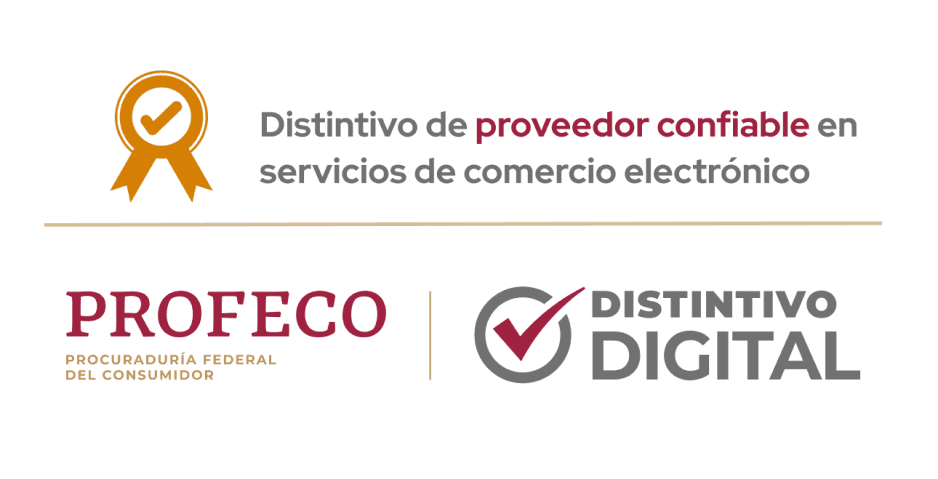 Distintivo de proveedor confiable en
servicios de comercio electrónico
PROFECO
PROCURADURÍA FEDERAL
DEL CONSUMIDOR
DISTINTIVO
DIGITAL